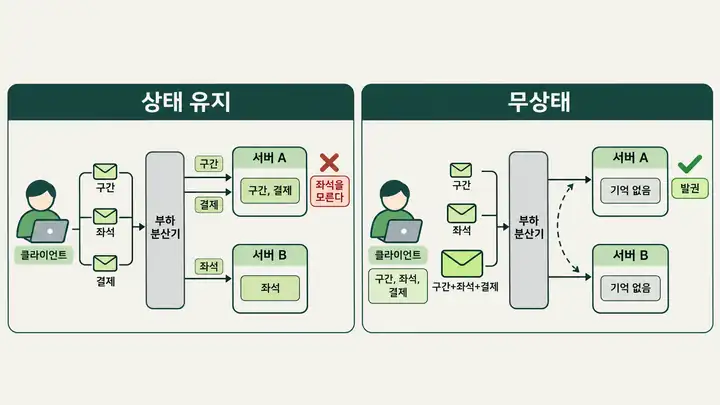 상태 유지
구간
좌석
결제
클라이언트
부하
분산기
구간
결제
좌석
서버 A
구간, 결제
좌석을
모른다
서버 B
좌석
무상태
구간
좌석
구간+좌석+결제
클라이언트
구간, 좌석,
결제
부하
분산기
서버 A
기억 없음
발권
서버 B
기억 없음